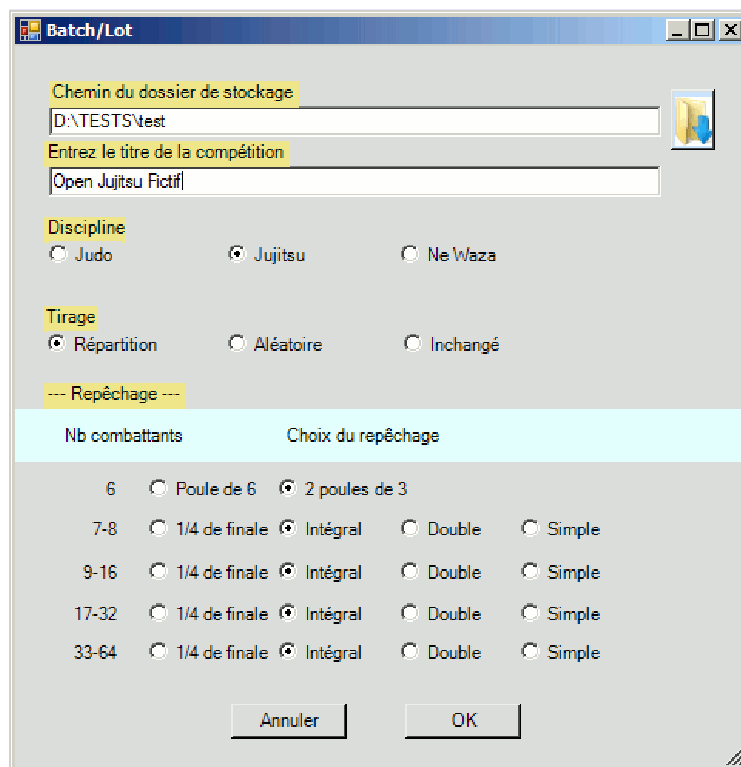 Batch/Lot
Chemin du dossier de stockage
D:\TESTS\test
Entrez le titre de la compétition
Open Jujitsu Fictif
Discipline
Judo Jujitsu Ne Waza
Tirage
Répartition Aléatoire Inchangé
--- Repêchage ---
Nb combattants Choix du repêchage
6 Poule de 6 2 poules de 3
7-8 1/4 de finale Intégral Double Simple
9-16 1/4 de finale Intégral Double Simple
17-32 1/4 de finale Intégral Double Simple
33-64 1/4 de finale Intégral Double Simple
Annuler OK